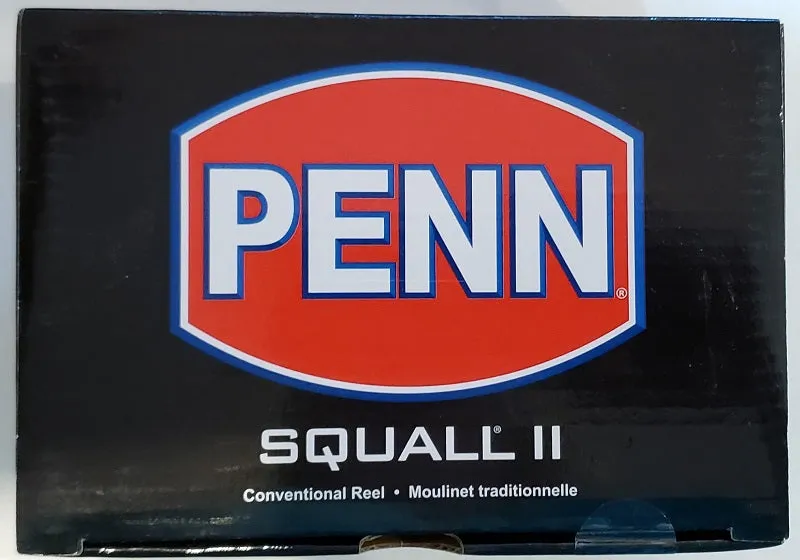 PENN®
SQUALL® II
Conventional Reel • Moulinet traditionnelle